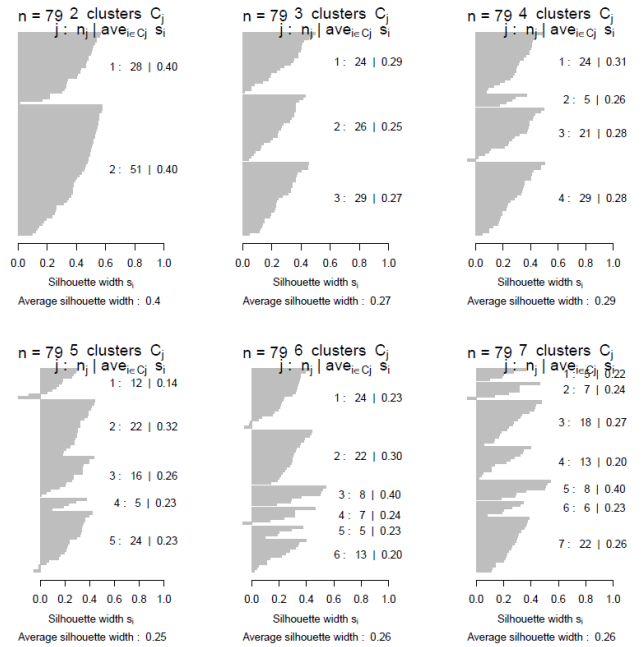 n = 79 2 clusters Cj
j : nj | avei∈Cj si
1 : 28 | 0.40
2 : 51 | 0.40
0.0 0.2 0.4 0.6 0.8 1.0
Silhouette width si
Average silhouette width : 0.4
n = 79 3 clusters Cj
j : nj | avei∈Cj si
1 : 24 | 0.29
2 : 26 | 0.25
3 : 29 | 0.27
0.0 0.2 0.4 0.6 0.8 1.0
Silhouette width si
Average silhouette width : 0.27
n = 79 4 clusters Cj
j : nj | avei∈Cj si
1 : 24 | 0.31
2 : 5 | 0.26
3 : 21 | 0.28
4 : 29 | 0.28
0.0 0.2 0.4 0.6 0.8 1.0
Silhouette width si
Average silhouette width : 0.29
n = 79 5 clusters Cj
j : nj | avei∈Cj si
1 : 12 | 0.14
2 : 22 | 0.32
3 : 16 | 0.26
4 : 5 | 0.23
5 : 24 | 0.23
0.0 0.2 0.4 0.6 0.8 1.0
Silhouette width si
Average silhouette width : 0.25
n = 79 6 clusters Cj
j : nj | avei∈Cj si
1 : 24 | 0.23
2 : 22 | 0.30
3 : 8 | 0.40
4 : 7 | 0.24
5 : 5 | 0.23
6 : 13 | 0.20
0.0 0.2 0.4 0.6 0.8 1.0
Silhouette width si
Average silhouette width : 0.26
n = 79 7 clusters Cj
j : nj | avei∈Cj si
1 : | 0.22
2 : 7 | 0.24
3 : 18 | 0.27
4 : 13 | 0.20
5 : 8 | 0.40
6 : 6 | 0.23
7 : 22 | 0.26
0.0 0.2 0.4 0.6 0.8 1.0
Silhouette width si
Average silhouette width : 0.26